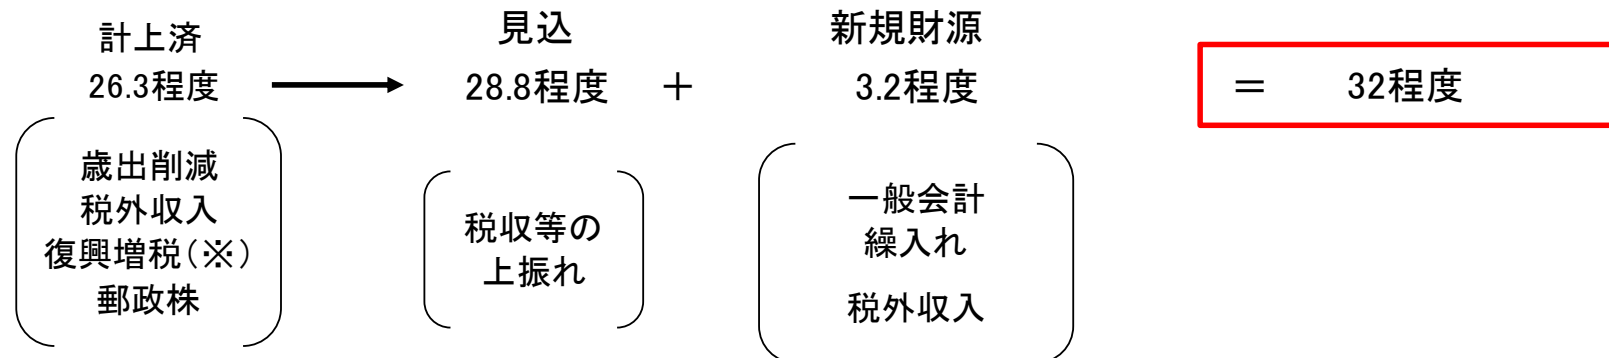 計上済
26.3程度
歳出削減
税外収入
復興増税(※)
郵政株
見込
28.8程度
税収等の
上振れ
+
新規財源
3.2程度
一般会計
繰入れ
税外収入
= 32程度